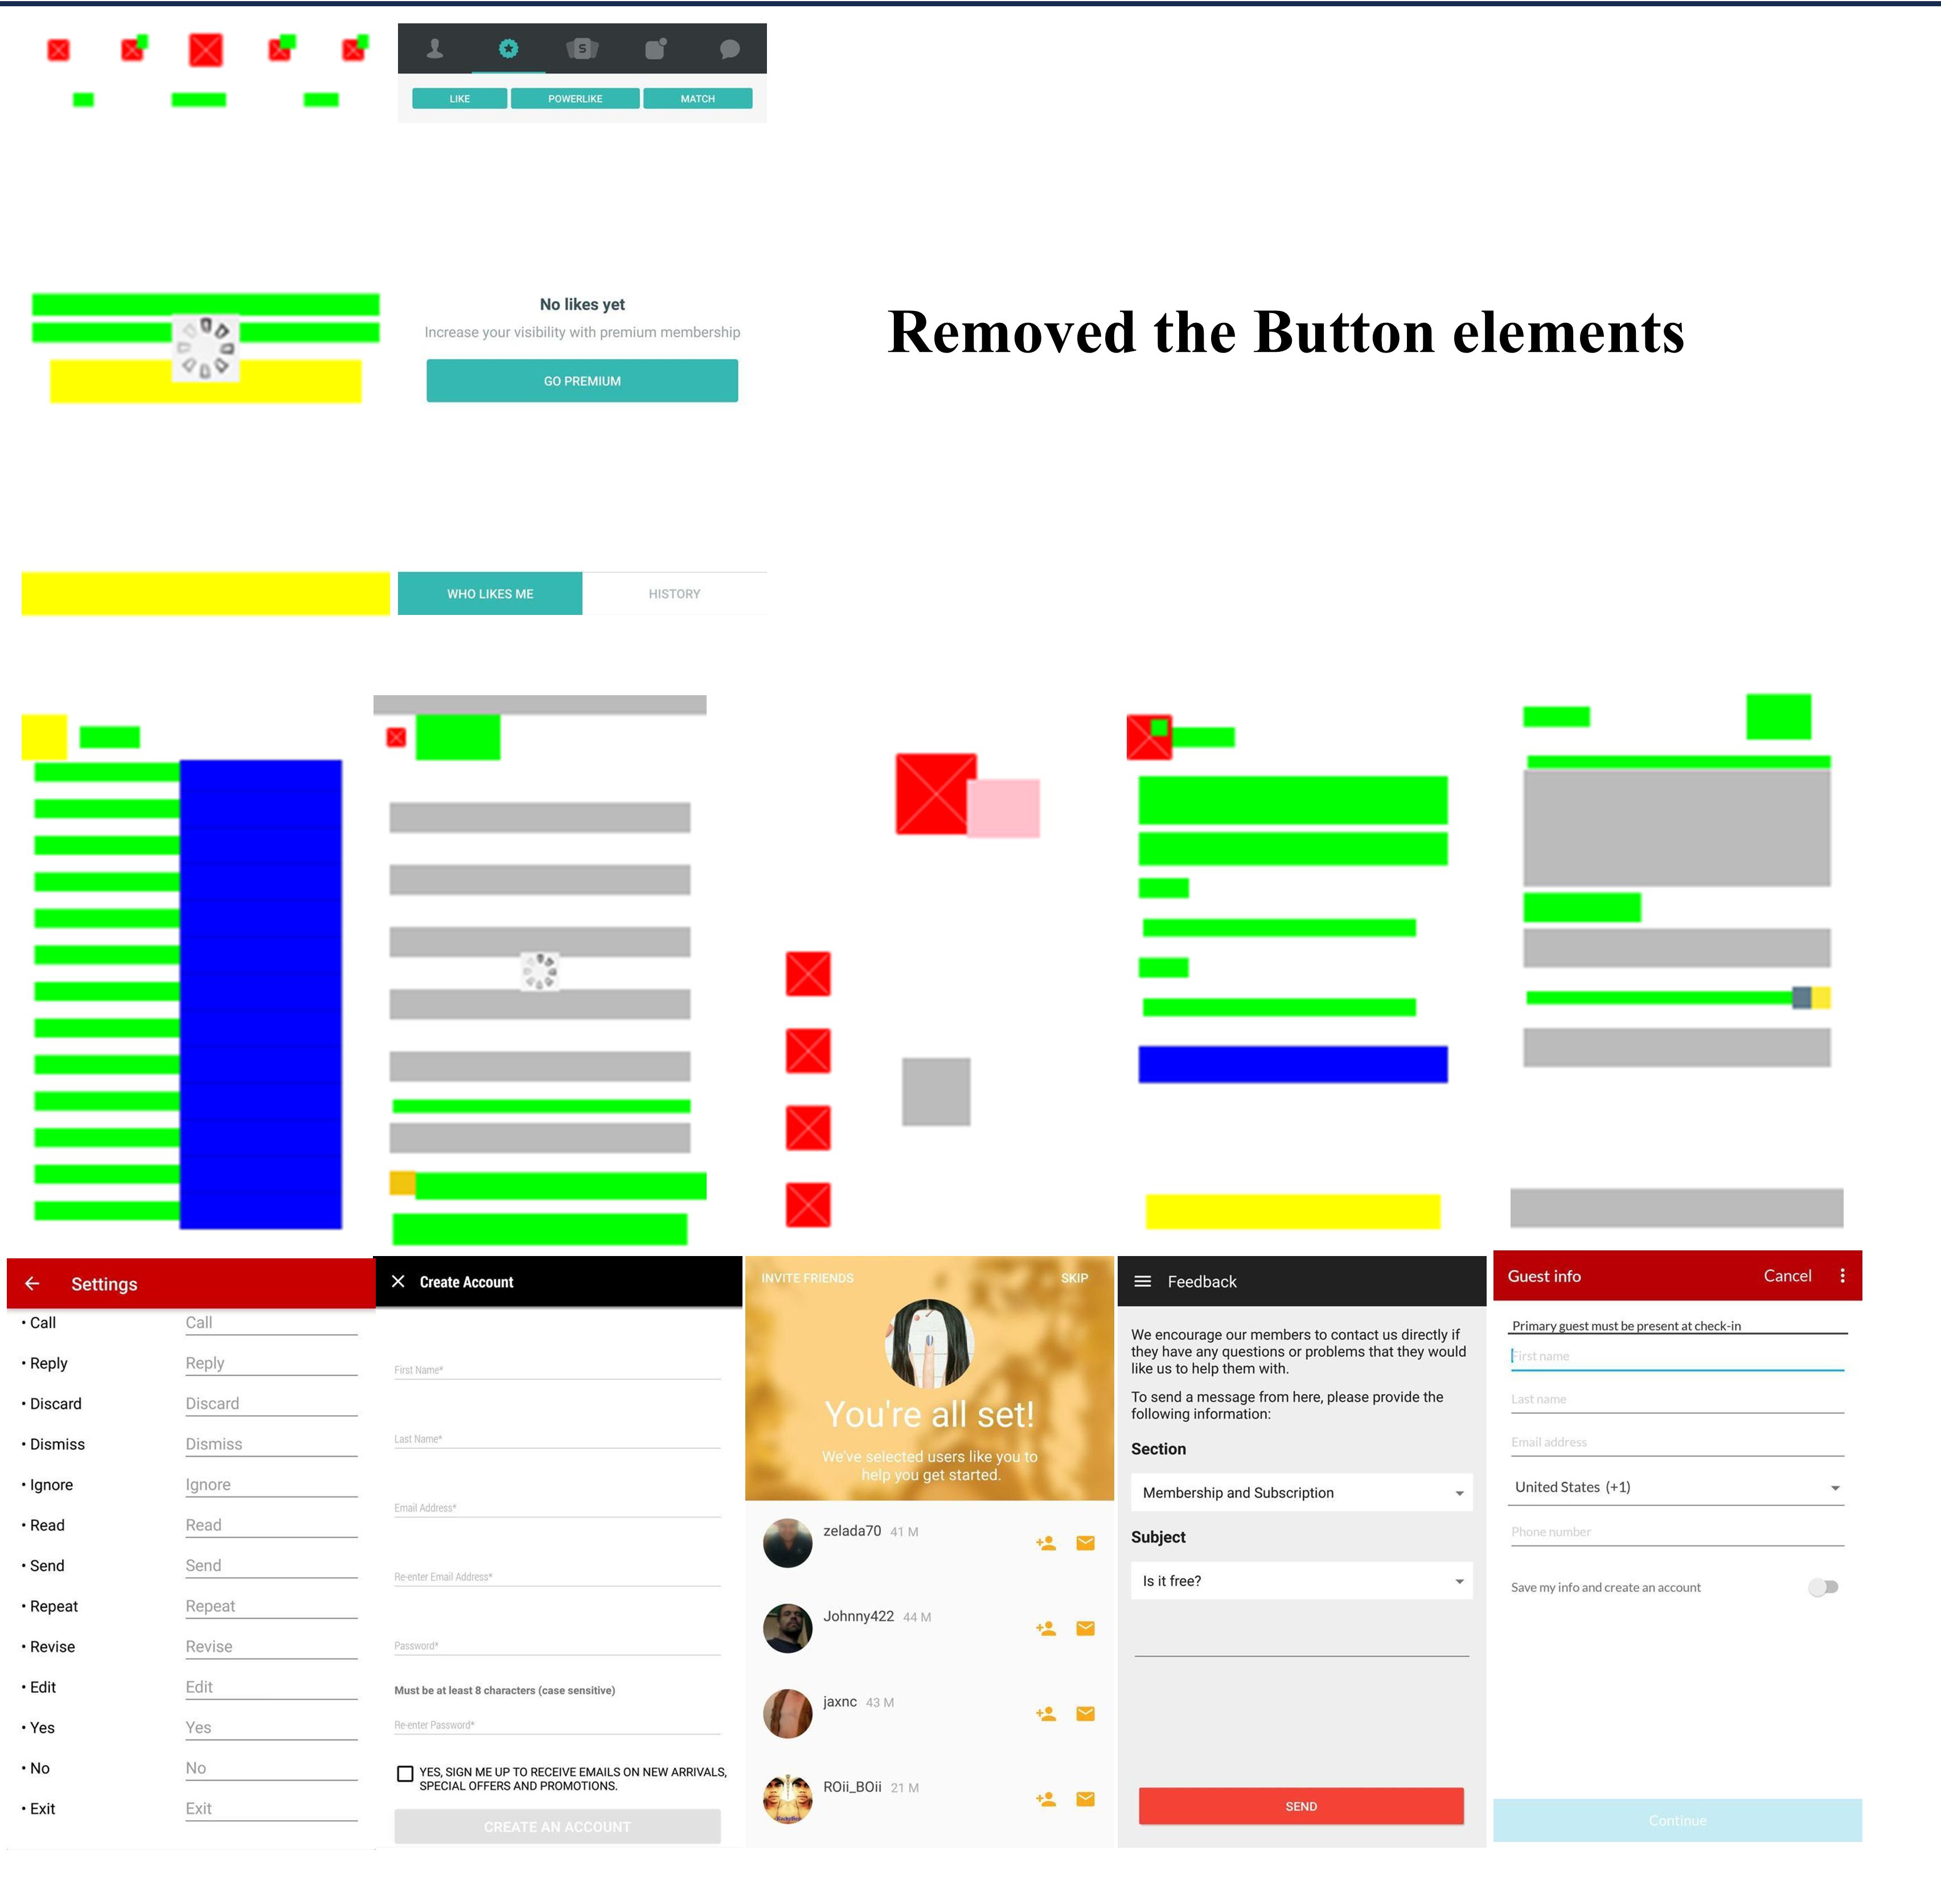 S
LIKE POWERLIKE MATCH
No likes yet
Increase your visibility with premium membership
GO PREMIUM
Removed the Button elements
WHO LIKES ME HISTORY
Settings
• Call Call
• Reply Reply
• Discard Discard
• Dismiss Dismiss
• Ignore Ignore
• Read Read
• Send Send
• Repeat Repeat
• Revise Revise
• Edit Edit
• Yes Yes
• No No
• Exit Exit
Create Account
First Name*
Last Name*
Email Address*
Re-enter Email Address*
Password*
Must be at least 8 characters (case sensitive)
Re-enter Password*
YES, SIGN ME UP TO RECEIVE EMAILS ON NEW ARRIVALS,
SPECIAL OFFERS AND PROMOTIONS.
CREATE AN ACCOUNT
INVITE FRIENDS SKIP
You're all set!
We've selected users like you to
help you get started.
zelada70 41 M
Johnny422 44 M
jaxnc 43 M
ROii_BOii 21 M
Feedback
We encourage our members to contact us directly if
they have any questions or problems that they would
like us to help them with.
To send a message from here, please provide the
following information:
Section
Membership and Subscription
Subject
Is it free?
SEND
Guest info Cancel
Primary guest must be present at check-in
First name
Last name
Email address
United States (+1)
Phone number
Save my info and create an account
Continue